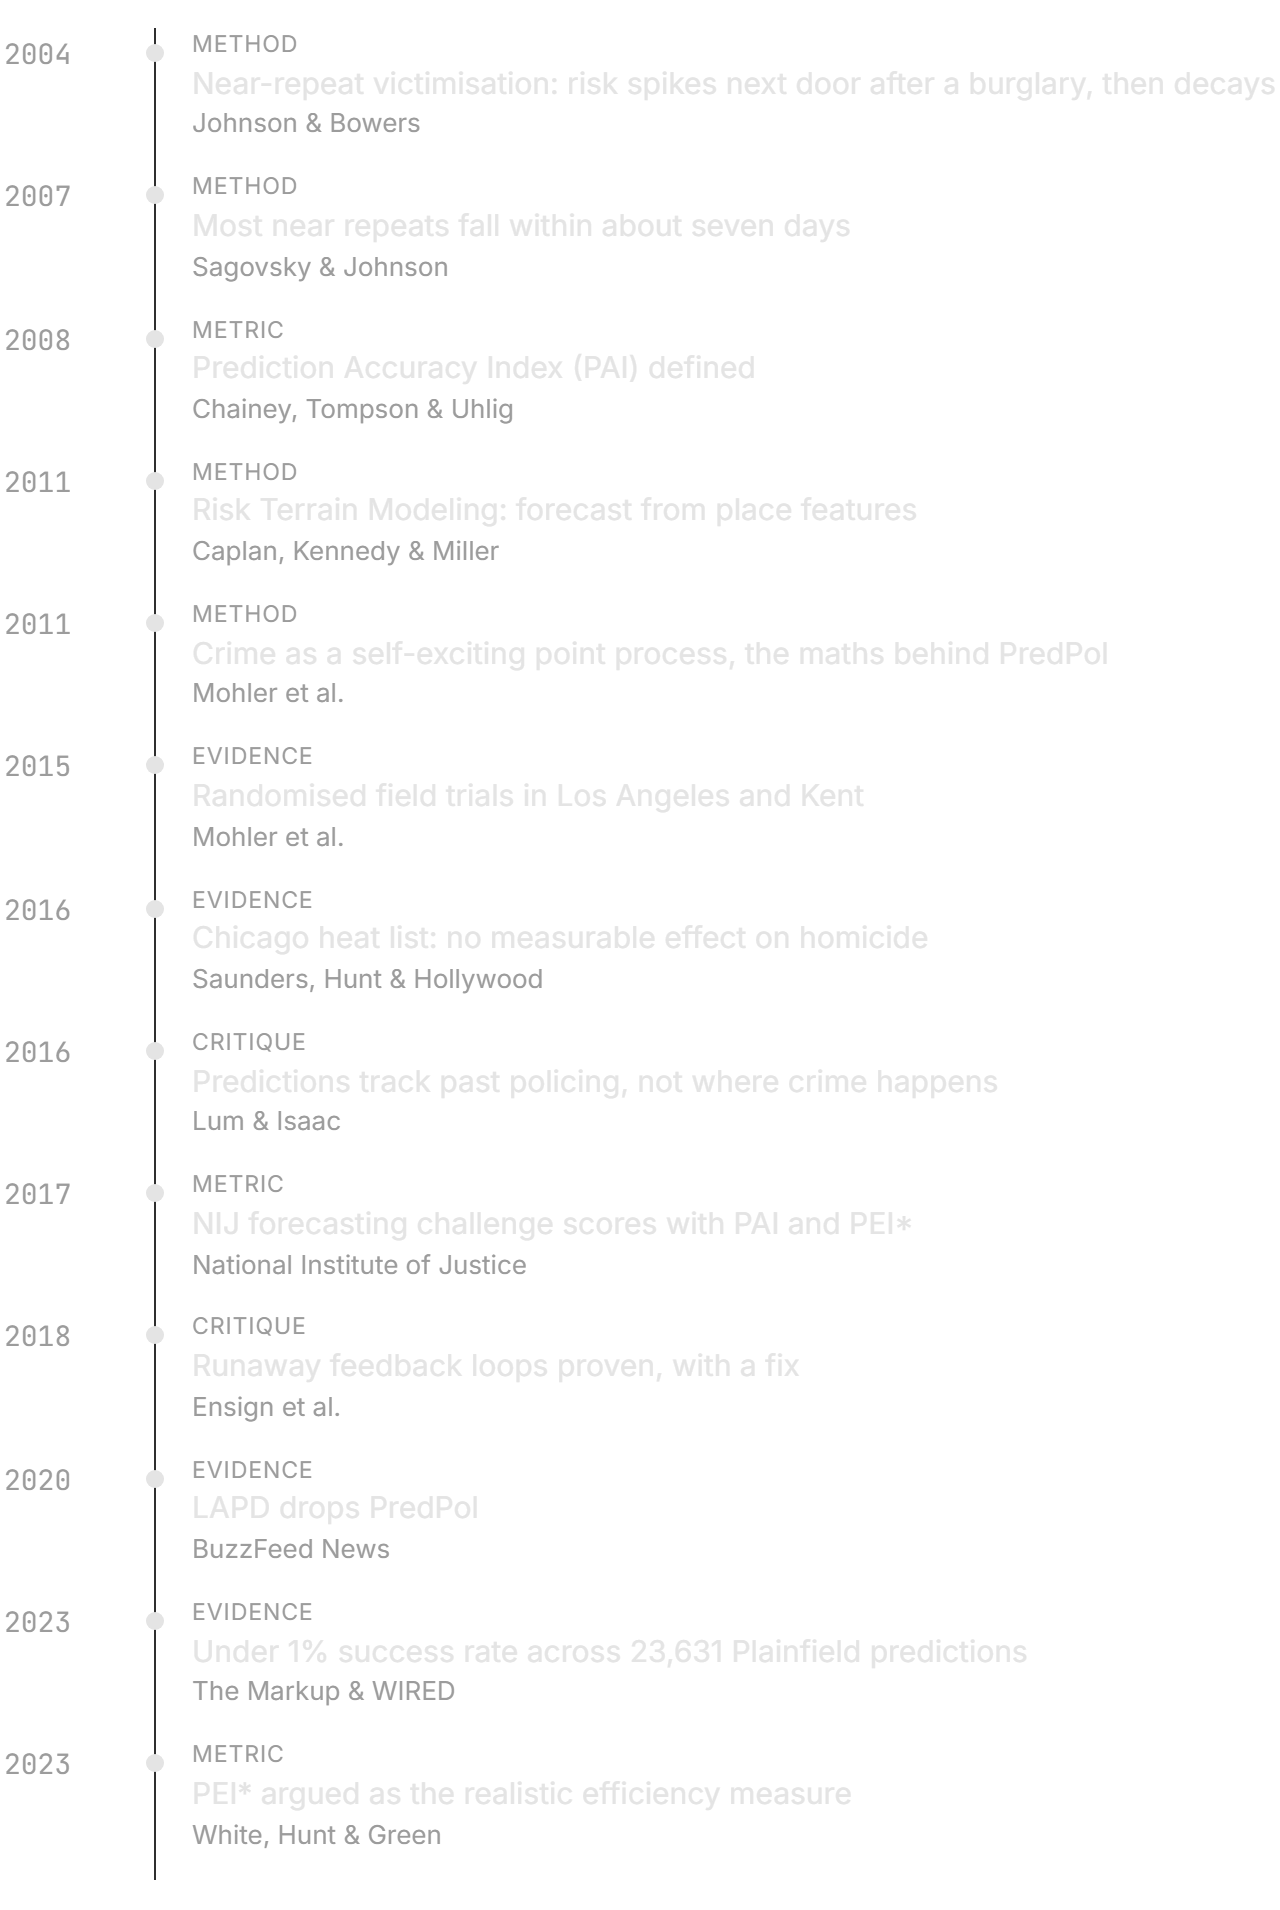 2004
METHOD
Near-repeat victimisation: risk spikes next door after a burglary, then decays
Johnson & Bowers
2007
METHOD
Most near repeats fall within about seven days
Sagovsky & Johnson
2008
METRIC
Prediction Accuracy Index (PAI) defined
Chainey, Tompson & Uhlig
2011
METHOD
Risk Terrain Modeling: forecast from place features
Caplan, Kennedy & Miller
2011
METHOD
Crime as a self-exciting point process, the maths behind PredPol
Mohler et al.
2015
EVIDENCE
Randomised field trials in Los Angeles and Kent
Mohler et al.
2016
EVIDENCE
Chicago heat list: no measurable effect on homicide
Saunders, Hunt & Hollywood
2016
CRITIQUE
Predictions track past policing, not where crime happens
Lum & Isaac
2017
METRIC
NIJ forecasting challenge scores with PAI and PEI*
National Institute of Justice
2018
CRITIQUE
Runaway feedback loops proven, with a fix
Ensign et al.
2020
EVIDENCE
LAPD drops PredPol
BuzzFeed News
2023
EVIDENCE
Under 1% success rate across 23,631 Plainfield predictions
The Markup & WIRED
2023
METRIC
PEI* argued as the realistic efficiency measure
White, Hunt & Green